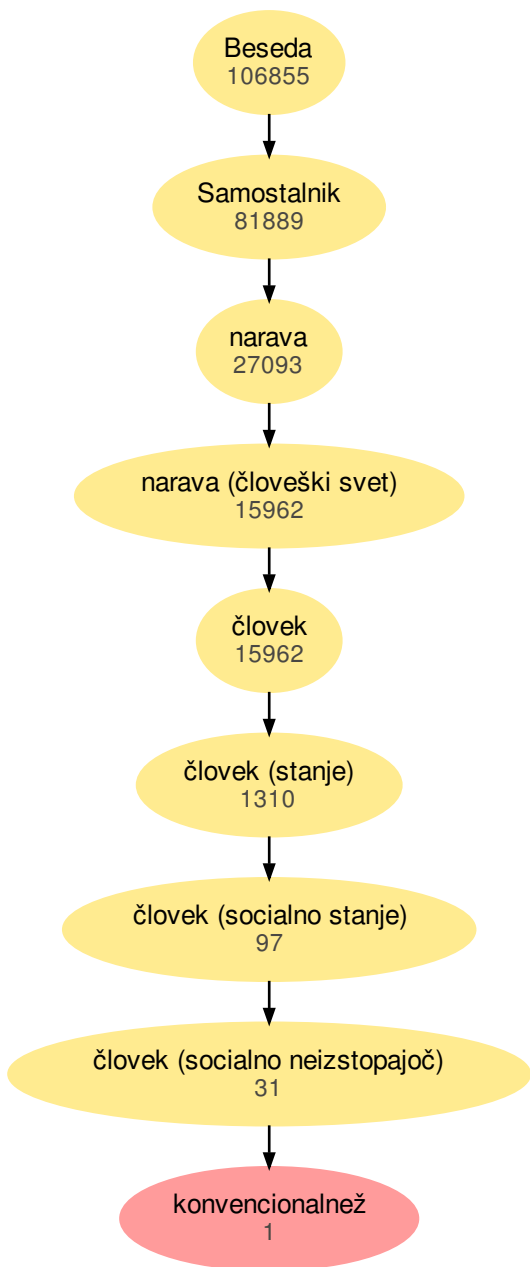 Beseda
106855
Samostalnik
81889
narava
27093
narava (človeški svet)
15962
človek
15962
človek (stanje)
1310
človek (socialno stanje)
97
človek (socialno neizstopajoč)
31
konvencionalnež
1